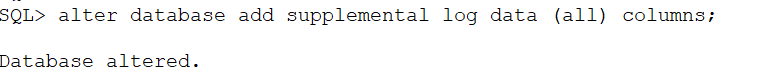 SQL> alter database add supplemental log data (all) columns;
Database altered.